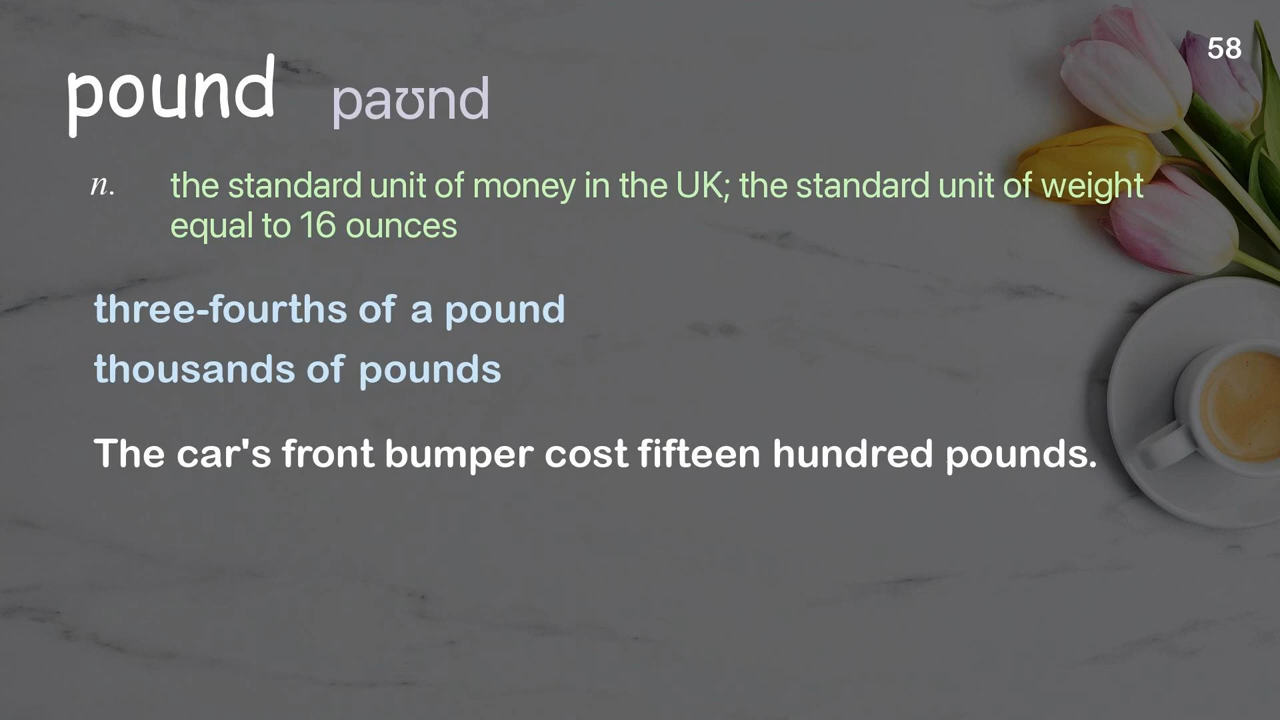 58
pound paʊnd
n. the standard unit of money in the UK; the standard unit of weight
equal to 16 ounces
three-fourths of a pound
thousands of pounds
The car's front bumper cost fifteen hundred pounds.